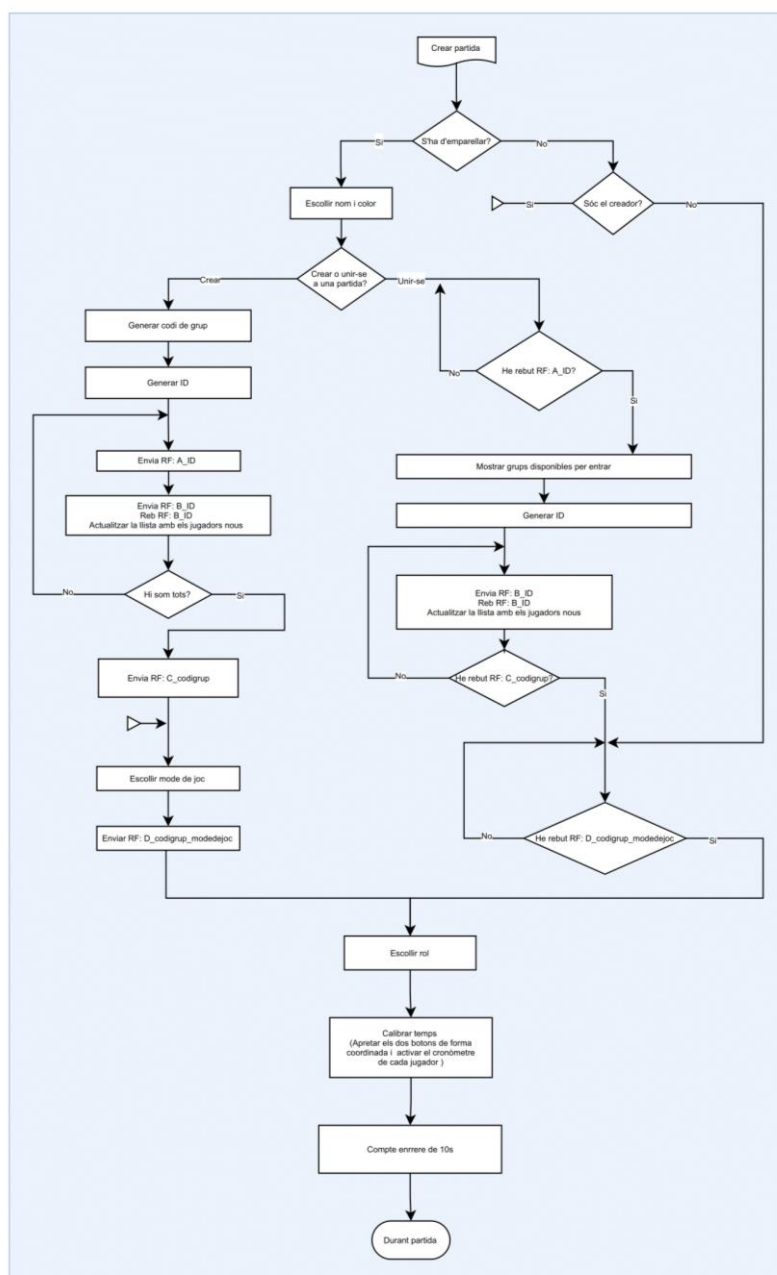 Crear partida
S'ha d'emparellar?
Si
No
Escollir nom i color
Si
Sóc el creador?
No
Crear
Crear o unir-se
a una partida?
Unir-se
Generar codi de grup
He rebut RF: A_ID?
No
Generar ID
Si
Envia RF: A_ID
Mostrar grups disponibles per entrar
Envia RF: B_ID
Reb RF: B_ID
Actualitzar la llista amb els jugadors nous
Generar ID
Hi som tots?
No
Si
Envia RF: B_ID
Reb RF: B_ID
Actualitzar la llista amb els jugadors nous
Envia RF: C_codigrup
He rebut RF: C_codigrup?
No
Si
Escollir mode de joc
Enviar RF: D_codigrup_modedejoc
No
He rebut RF: D_codigrup_modedejoc
Si
Escollir rol
Calibrar temps
(Apretar els dos botons de forma
coordinada i activar el cronómetre
de cada jugador )
Compte enrrere de 10s
Durant partida